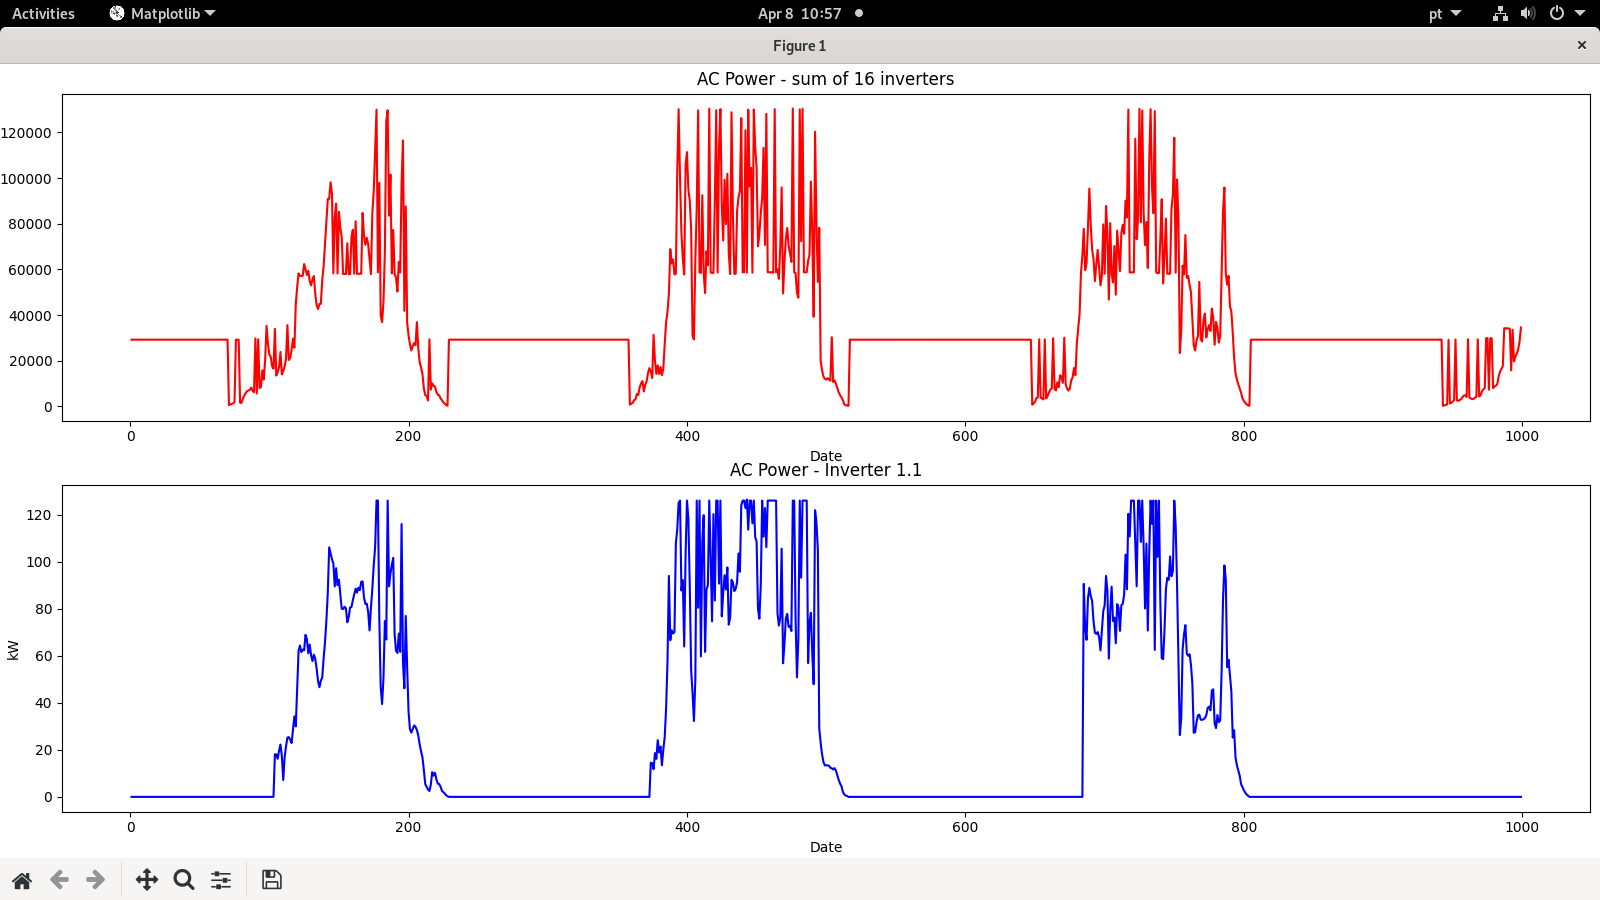 Activities Matplotlib Apr 8 10:57 pt
Figure 1
AC Power - sum of 16 inverters
120000
100000
80000
60000
40000
20000
0
0 200 400 600 800 1000
Date
AC Power - Inverter 1.1
kW
120
100
80
60
40
20
0
0 200 400 600 800 1000
Date